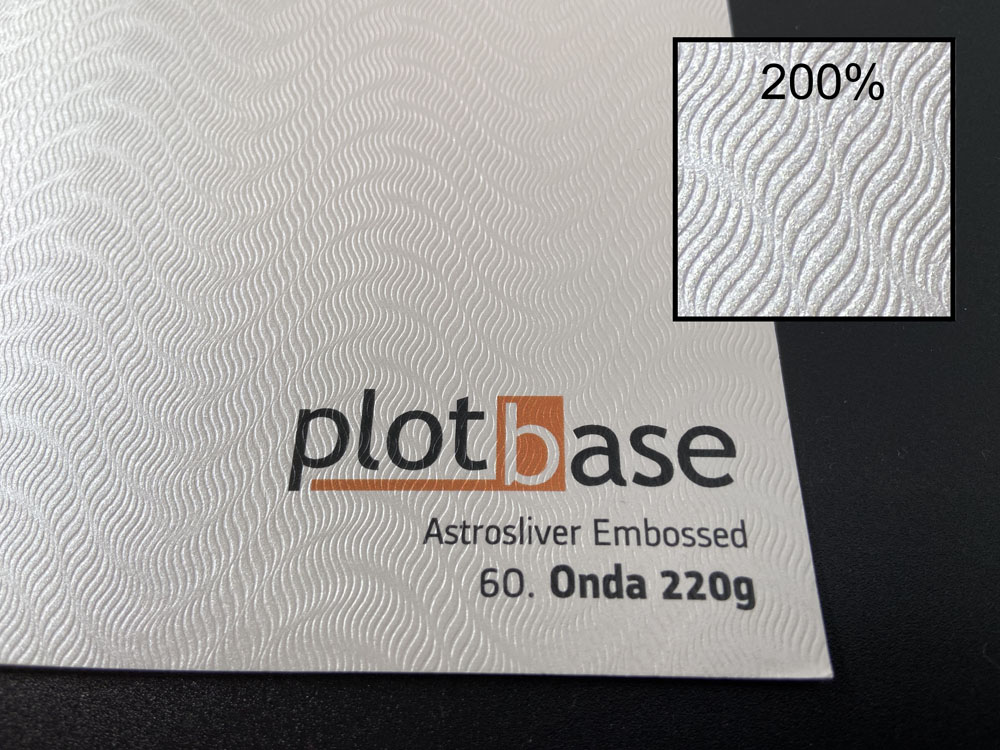 200%
plotbase
Astrosliver Embossed
60. Onda 220g